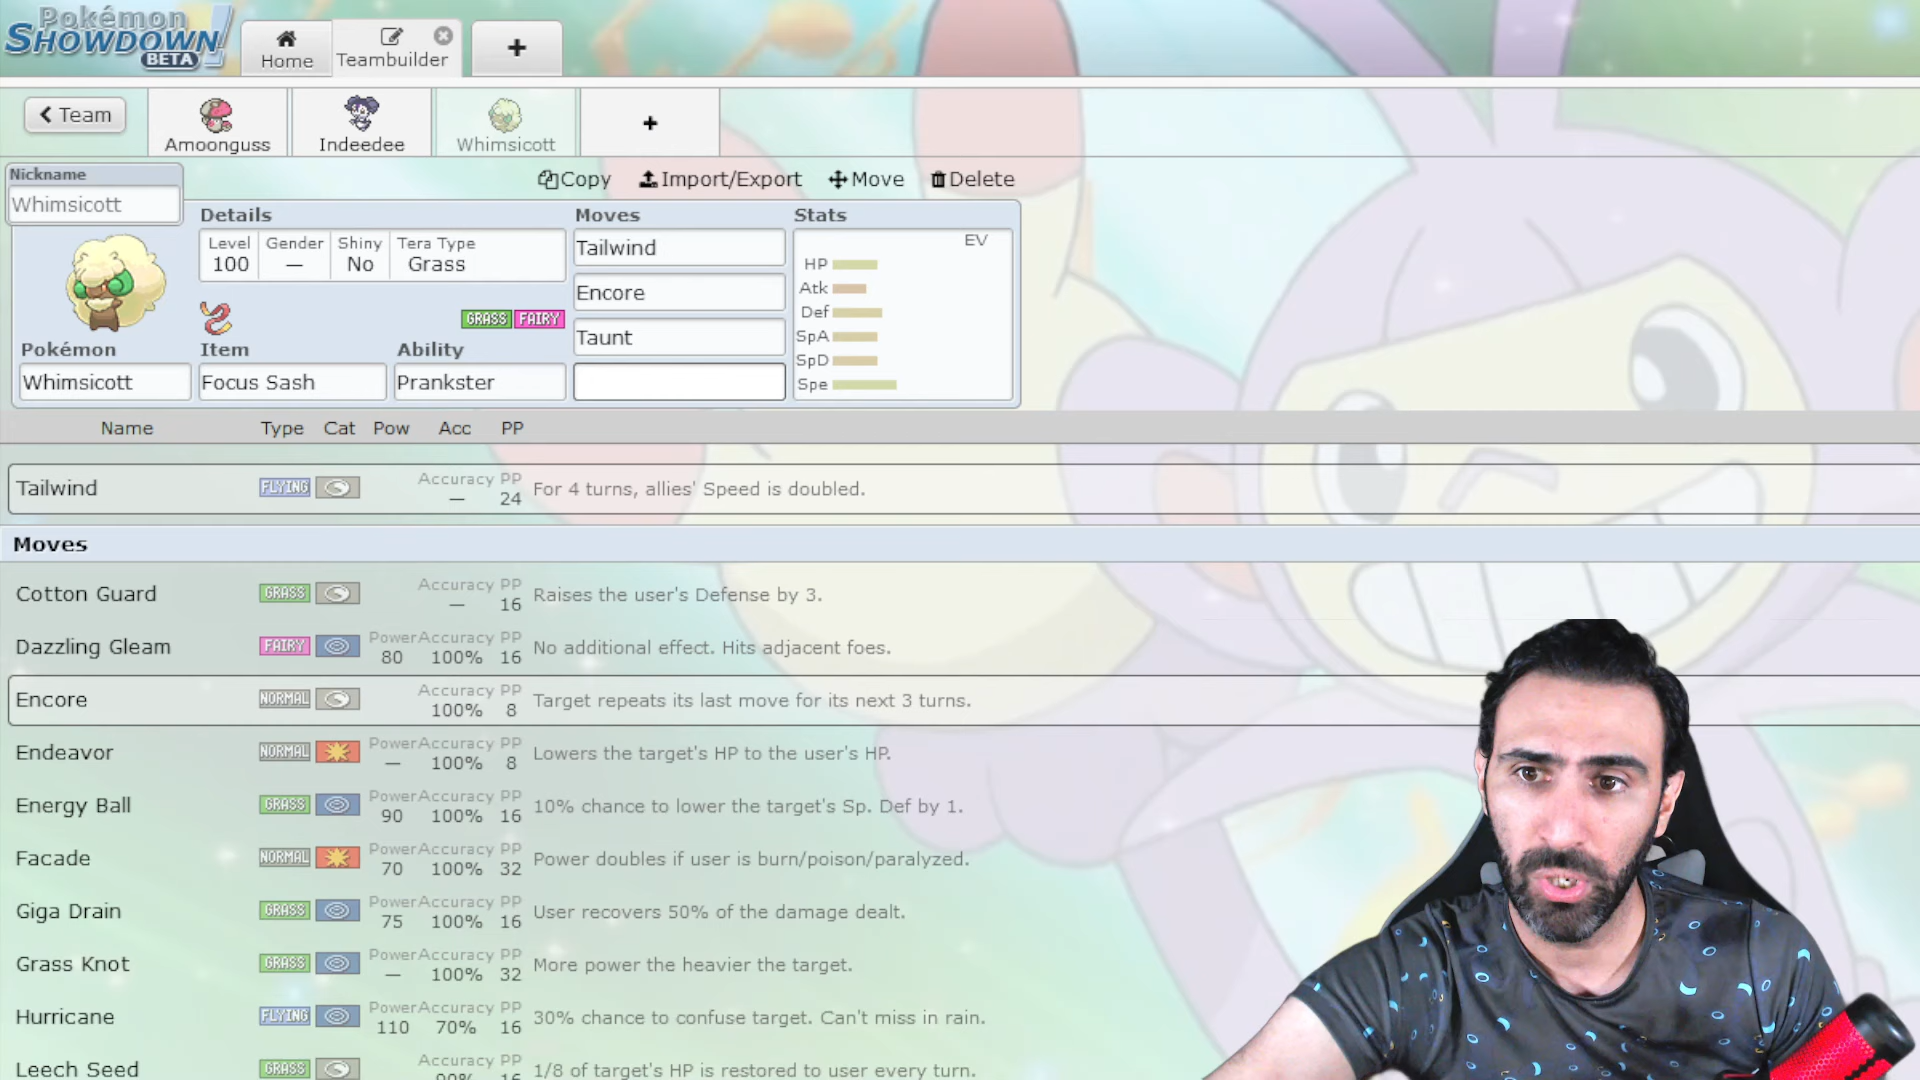 Pokémon
SHOWDOWN!
BETA
Home
Teambuilder
+
Team
Amoonguss
Indeedee
Whimsicott
+
Nickname
Whimsicott
Copy
Import/Export
Move
Delete
Details
Moves
Stats
Level
Gender
Shiny
Tera Type
100
—
No
Grass
Tailwind
EV
HP
Atk
Encore
Def
GRASS FAIRY
Taunt
SpA
Pokémon
Item
Ability
SpD
Whimsicott
Focus Sash
Prankster
Spe
Name Type Cat Pow Acc PP
Tailwind FLYING Accuracy — PP 24 For 4 turns, allies' Speed is doubled.
Moves
Cotton Guard GRASS Accuracy — PP 16 Raises the user's Defense by 3.
Dazzling Gleam FAIRY Power 80 Accuracy 100% PP 16 No additional effect. Hits adjacent foes.
Encore NORMAL Accuracy 100% PP 8 Target repeats its last move for its next 3 turns.
Endeavor NORMAL Power — Accuracy 100% PP 8 Lowers the target's HP to the user's HP.
Energy Ball GRASS Power 90 Accuracy 100% PP 16 10% chance to lower the target's Sp. Def by 1.
Facade NORMAL Power 70 Accuracy 100% PP 32 Power doubles if user is burn/poison/paralyzed.
Giga Drain GRASS Power 75 Accuracy 100% PP 16 User recovers 50% of the damage dealt.
Grass Knot GRASS Power — Accuracy 100% PP 32 More power the heavier the target.
Hurricane FLYING Power 110 Accuracy 70% PP 16 30% chance to confuse target. Can't miss in rain.
Leech Seed GRASS Accuracy 90% PP 16 1/8 of target's HP is restored to user every turn.